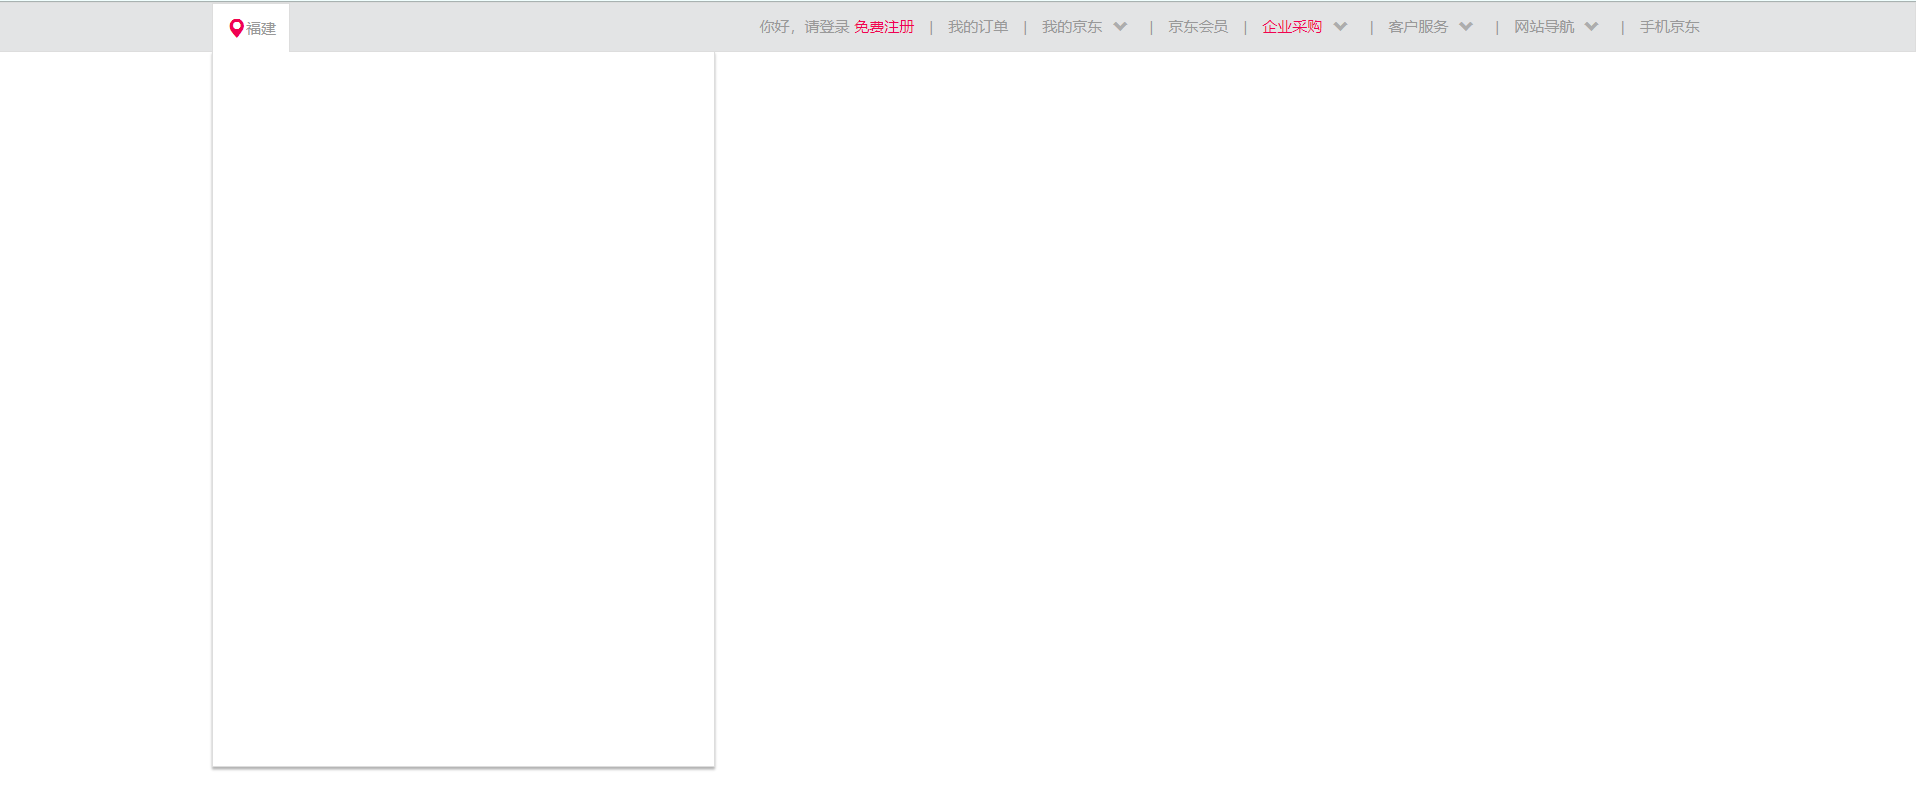 福建 你好，请登录 免费注册 | 我的订单 | 我的京东 | 京东会员 | 企业采购 | 客户服务 | 网站导航 | 手机京东